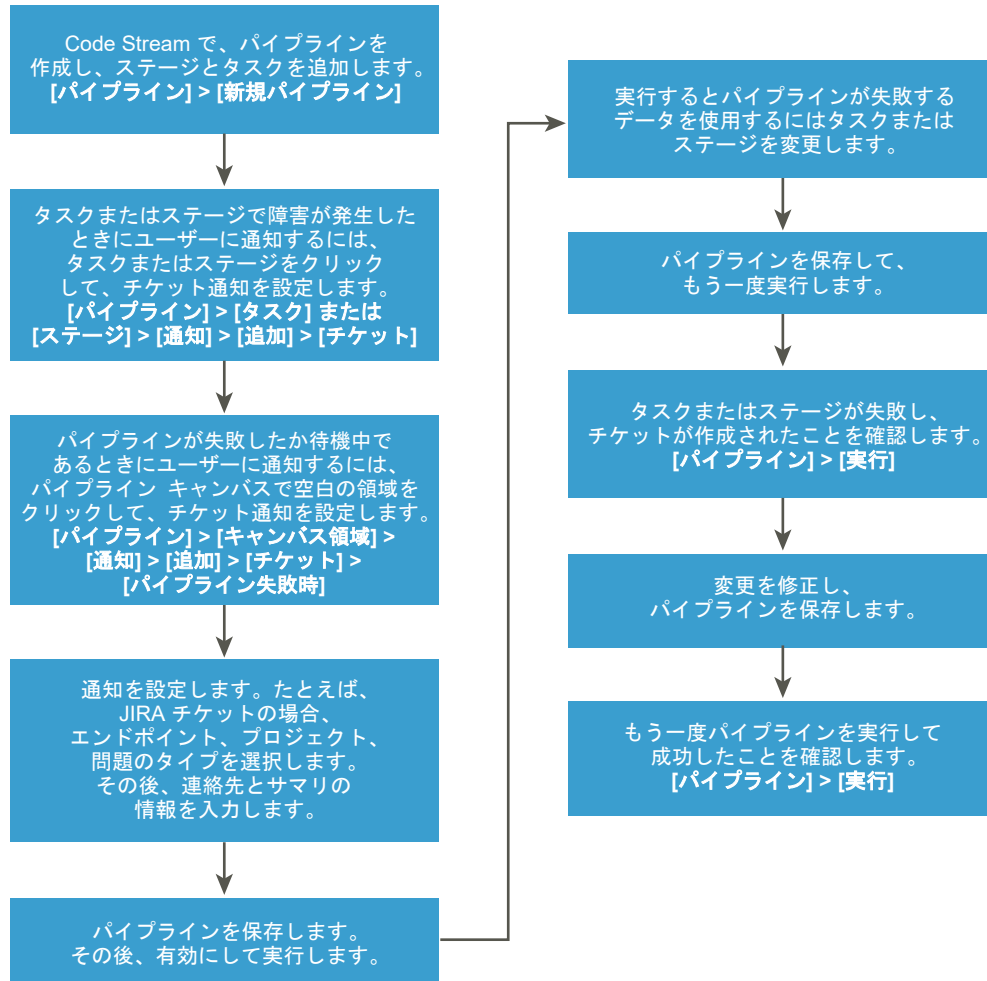 Code Stream で、パイプラインを
作成し、ステージとタスクを追加します。
[パイプライン] > [新規パイプライン]
タスクまたはステージで障害が発生した
ときにユーザーに通知するには、
タスクまたはステージをクリック
して、チケット通知を設定します。
[パイプライン] > [タスク] または
[ステージ] > [通知] > [追加] > [チケット]
パイプラインが失敗したか待機中で
あるときにユーザーに通知するには、
パイプライン キャンバスで空白の領域を
クリックして、チケット通知を設定します。
[パイプライン] > [キャンバス領域] >
[通知] > [追加] > [チケット] >
[パイプライン失敗時]
通知を設定します。たとえば、
JIRA チケットの場合、
エンドポイント、プロジェクト、
問題のタイプを選択します。
その後、連絡先とサマリの
情報を入力します。
パイプラインを保存します。
その後、有効にして実行します。
実行するとパイプラインが失敗する
データを使用するにはタスクまたは
ステージを変更します。
パイプラインを保存して、
もう一度実行します。
タスクまたはステージが失敗し、
チケットが作成されたことを確認します。
[パイプライン] > [実行]
変更を修正し、
パイプラインを保存します。
もう一度パイプラインを実行して
成功したことを確認します。
[パイプライン] > [実行]